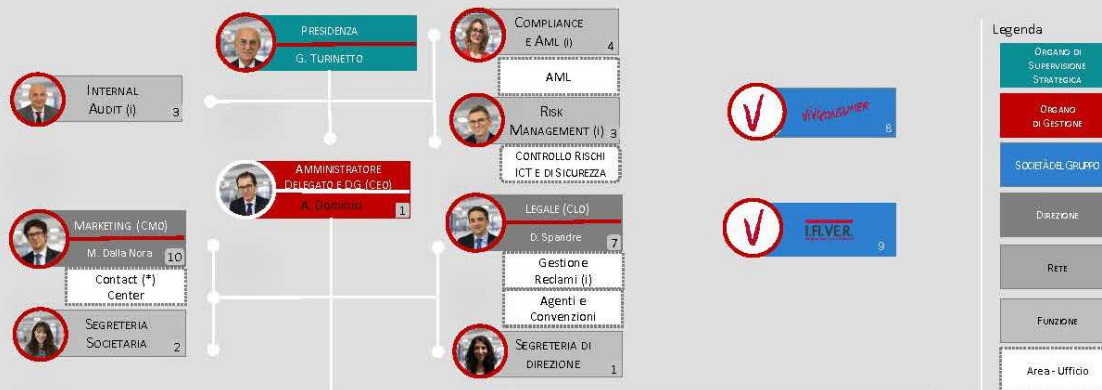 PRESIDENZA
G. TURINETTO
COMPLIANCE
E AML (i) 4
AML
INTERNAL
AUDIT (i) 3
RISK
MANAGEMENT (i) 3
CONTROLLO RISCHI
ICT E DI SICUREZZA
AMMINISTRATORE
DELEGATO E DG (CEO)
A. Dominici
1
MARKETING (CMO)
M. Dalla Nora 10
Contact (*)
Center
SEGRETERIA
SOCIETARIA 2
LEGALE (CLO)
D. Spandre 7
Gestione
Reclami (i)
Agenti e
Convenzioni
SEGRETERIA DI
DIREZIONE 1
V
ViViCONSUMER
8
V
I.FI.VE.R.
9
Legenda
ORGANO DI
SUPERVISIONE
STRATEGICA
ORGANO
DI GESTIONE
SOCIETÀ DEL GRUPPO
DIREZIONE
RETE
FUNZIONE
Area - Ufficio